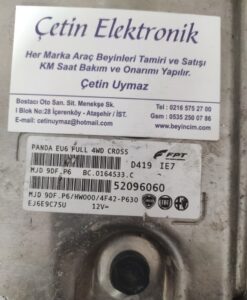 Çetin Elektronik
Her Marka Araç Beyinleri Tamiri ve Satışı
KM Saat Bakım ve Onarımı Yapılır.
Çetin Uymaz
Bostacı Oto San. Sit. Menekşe Sk.
I Blok No:28 İçerenköy - Ataşehir / İST.
E-mail: cetinuymaz@hotmail.com
Tel : 0216 575 27 00
Gsm : 0535 250 07 86
www.beyincim.com
PANDA EU6 FULL 4WD CROSS
FPT
MJD 9DF.P6
D419 IE7
BC.0164533.C
52096060
MJD 9DF.P6/HW000/4F42-P630
EJ6E9C75U 12V=